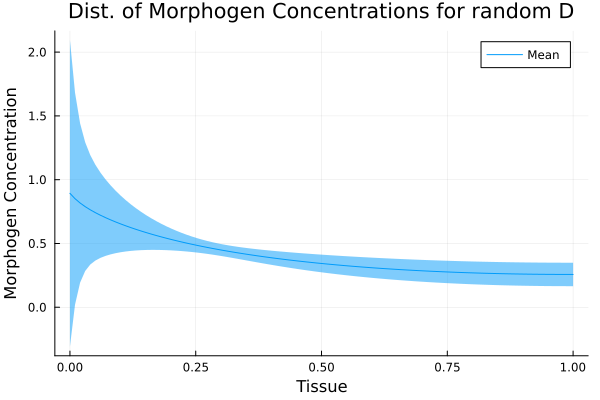 Dist. of Morphogen Concentrations for random D
Mean
Morphogen Concentration
2.0
1.5
1.0
0.5
0.0
0.00
0.25
0.50
0.75
1.00
Tissue